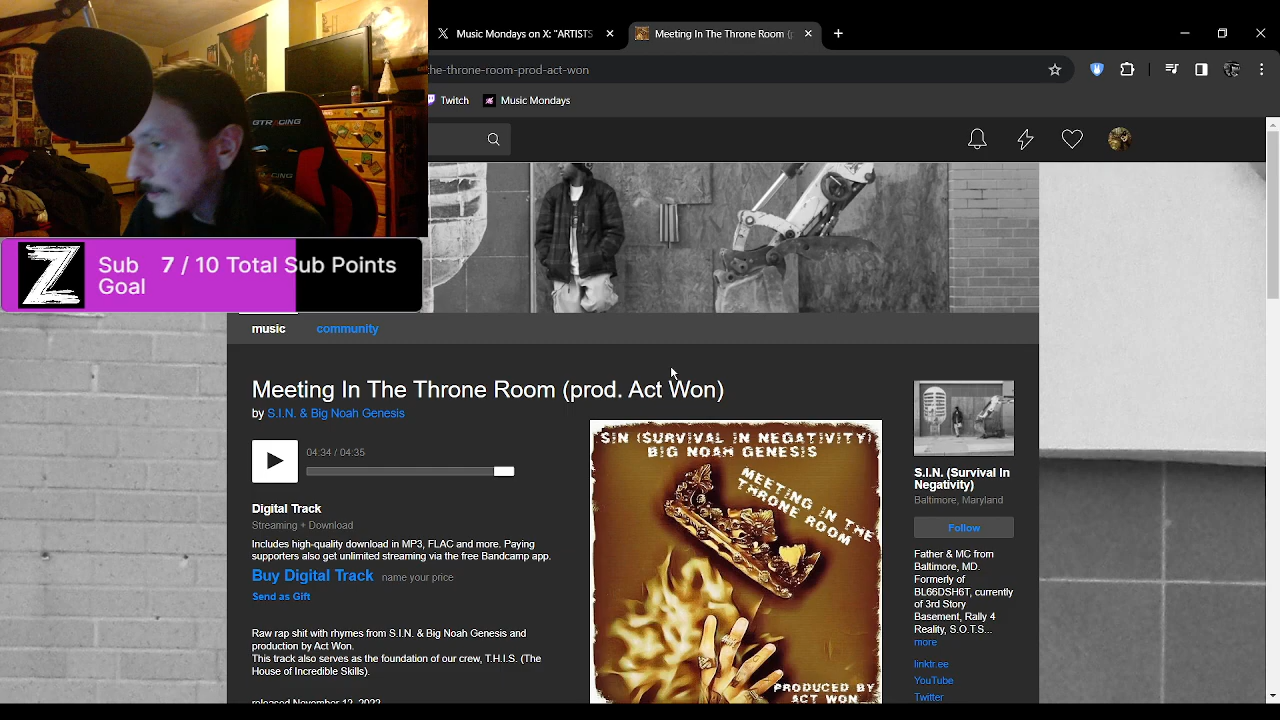 Music Mondays on X: "ARTISTS
Meeting In The Throne Room (p
the-throne-room-prod-act-won
Twitch
Music Mondays
GTRACING
CING
Z
Sub Goal
7 / 10 Total Sub Points
music
community
Meeting In The Throne Room (prod. Act Won)
by S.I.N. & Big Noah Genesis
04:34 / 04:35
Digital Track
Streaming + Download
Includes high-quality download in MP3, FLAC and more. Paying
supporters also get unlimited streaming via the free Bandcamp app.
Buy Digital Track name your price
Send as Gift
Raw rap shit with rhymes from S.I.N. & Big Noah Genesis and
production by Act Won.
This track also serves as the foundation of our crew, T.H.I.S. (The
House of Incredible Skills).
released November 12, 2022
SIN (SURVIVAL IN NEGATIVITY)
BIG NOAH GENESIS
MEETING IN THE
THRONE ROOM
PRODUCED BY
ACT WON
S.I.N. (Survival In
Negativity)
Baltimore, Maryland
Follow
Father & MC from
Baltimore, MD.
Formerly of
BL66DSH6T, currently
of 3rd Story
Basement, Rally 4
Reality, S.O.T.S...
more
linktr.ee
YouTube
Twitter